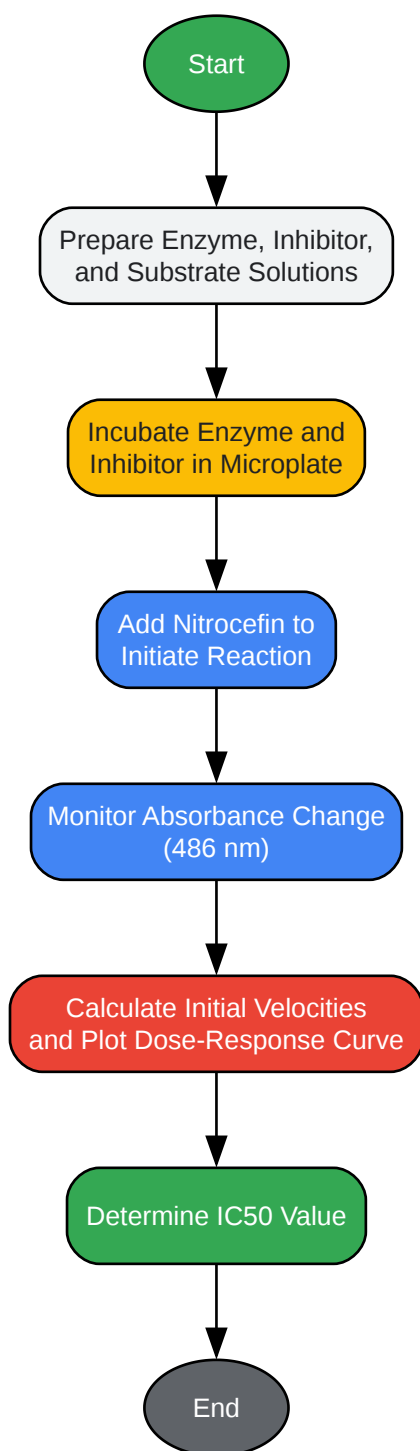 Start
Prepare Enzyme, Inhibitor,
and Substrate Solutions
Incubate Enzyme and
Inhibitor in Microplate
Add Nitrocefin to
Initiate Reaction
Monitor Absorbance Change
(486 nm)
Calculate Initial Velocities
and Plot Dose-Response Curve
Determine IC50 Value
End